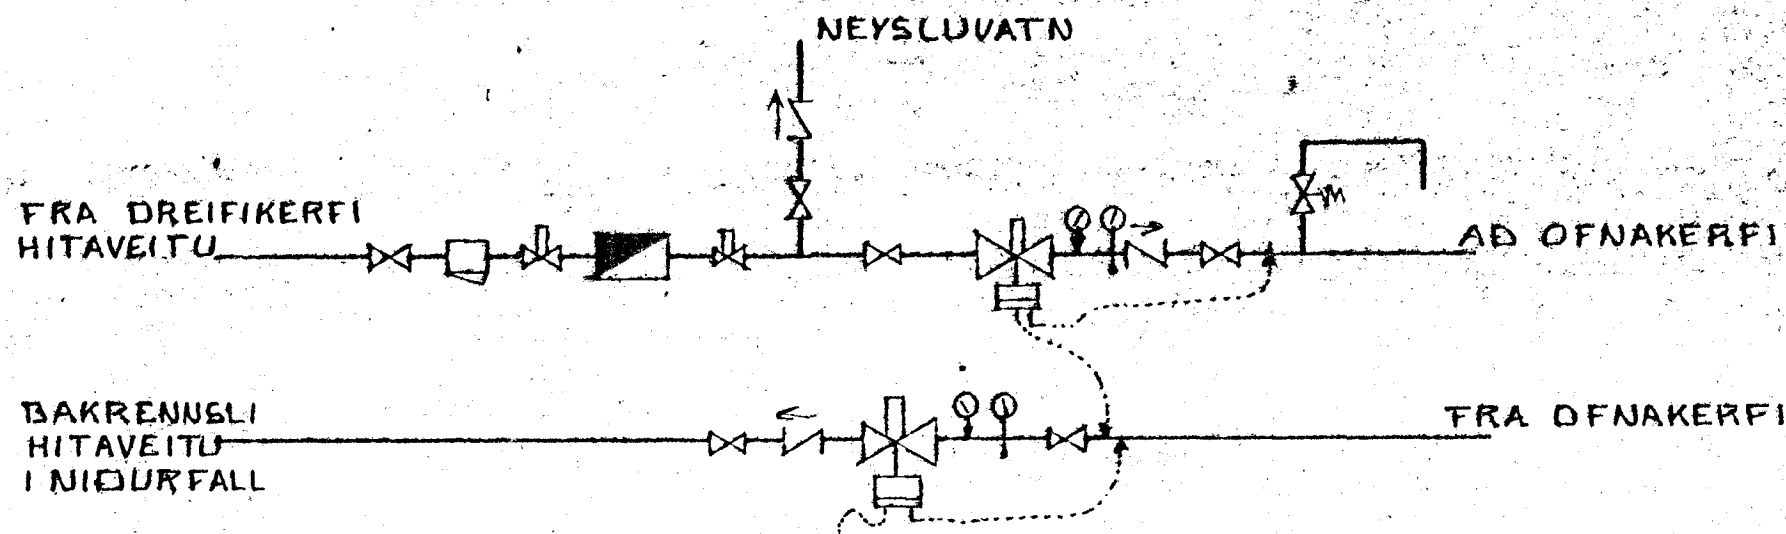 NEYSLUVATN
FRA DREIFIKERFI
HITAVEITU
AÐ OFNAKERFI
BAKRENNSLI
HITAVEITU
I NIÐURFALL
FRA OFNAKERFI